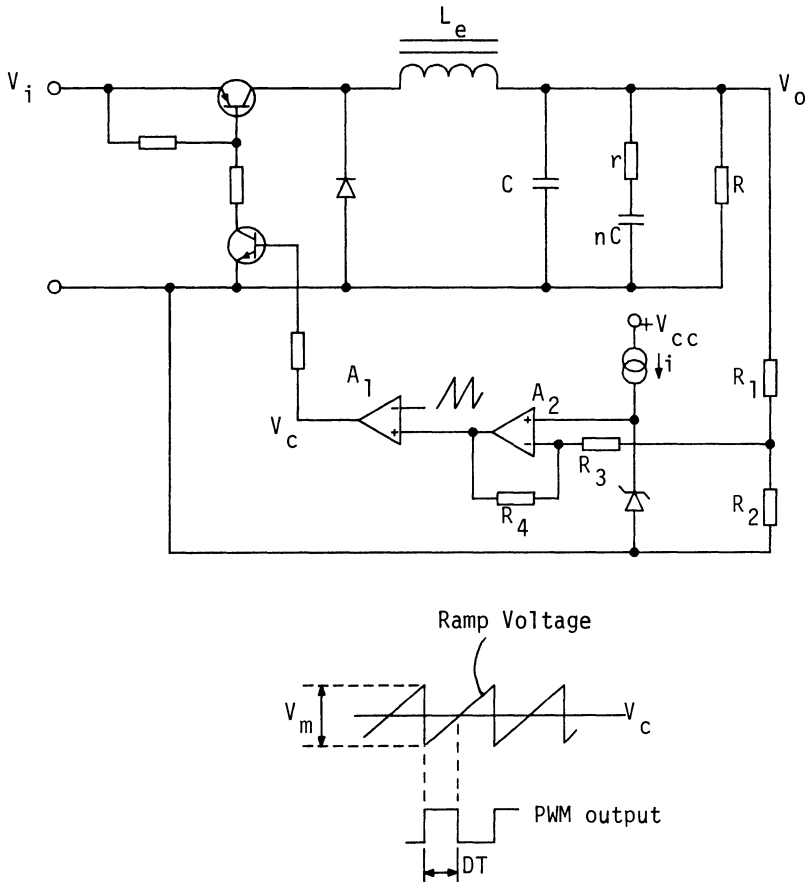 L_e
V_i
V_o
C
r
nC
R
+V_cc
i
A_1
A_2
R_1
V_c
R_3
R_2
R_4
Ramp Voltage
V_m
V_c
PWM output
DT